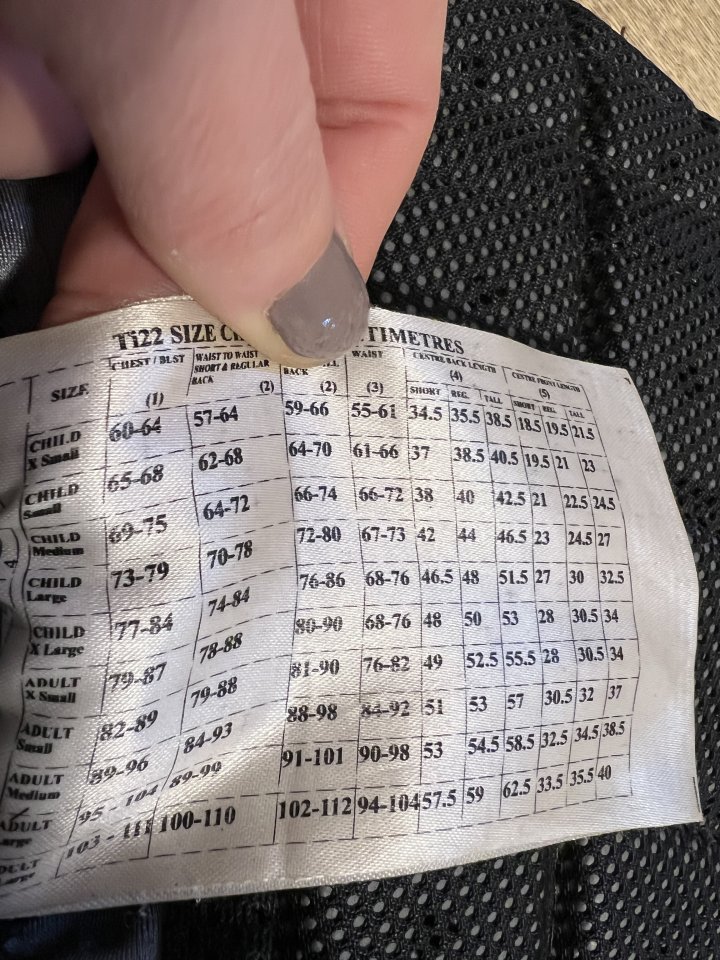 Ti22 SIZE TIMETRES
SIZE CHEST / BUST (1) WAIST TO WAIST SHORT & REGULAR BACK (2) BACK (2) WAIST (3) CENTRE BACK LENGTH (4) CENTRE FRONT LENGTH (5)
SHORT REG. TALL SHORT REG. TALL
CHILD X Small 60-64 57-64 59-66 55-61 34.5 35.5 38.5 18.5 19.5 21.5
CHILD Small 65-68 62-68 64-70 61-66 37 38.5 40.5 19.5 21 23
CHILD Medium 69-75 64-72 66-74 66-72 38 40 42.5 21 22.5 24.5
CHILD Large 73-79 70-78 72-80 67-73 42 44 46.5 23 24.5 27
CHILD X Large 77-84 74-84 76-86 68-76 46.5 48 51.5 27 30 32.5
ADULT X Small 79-87 78-88 80-90 68-76 48 50 53 28 30.5 34
ADULT Small 82-89 79-88 81-90 76-82 49 52.5 55.5 28 30.5 34
ADULT Medium 89-96 84-93 88-98 84-92 51 53 57 30.5 32 37
ADULT 95 - 104 89-99 91-101 90-98 53 54.5 58.5 32.5 34.5 38.5
103 - 111 100-110 102-112 94-104 57.5 59 62.5 33.5 35.5 40